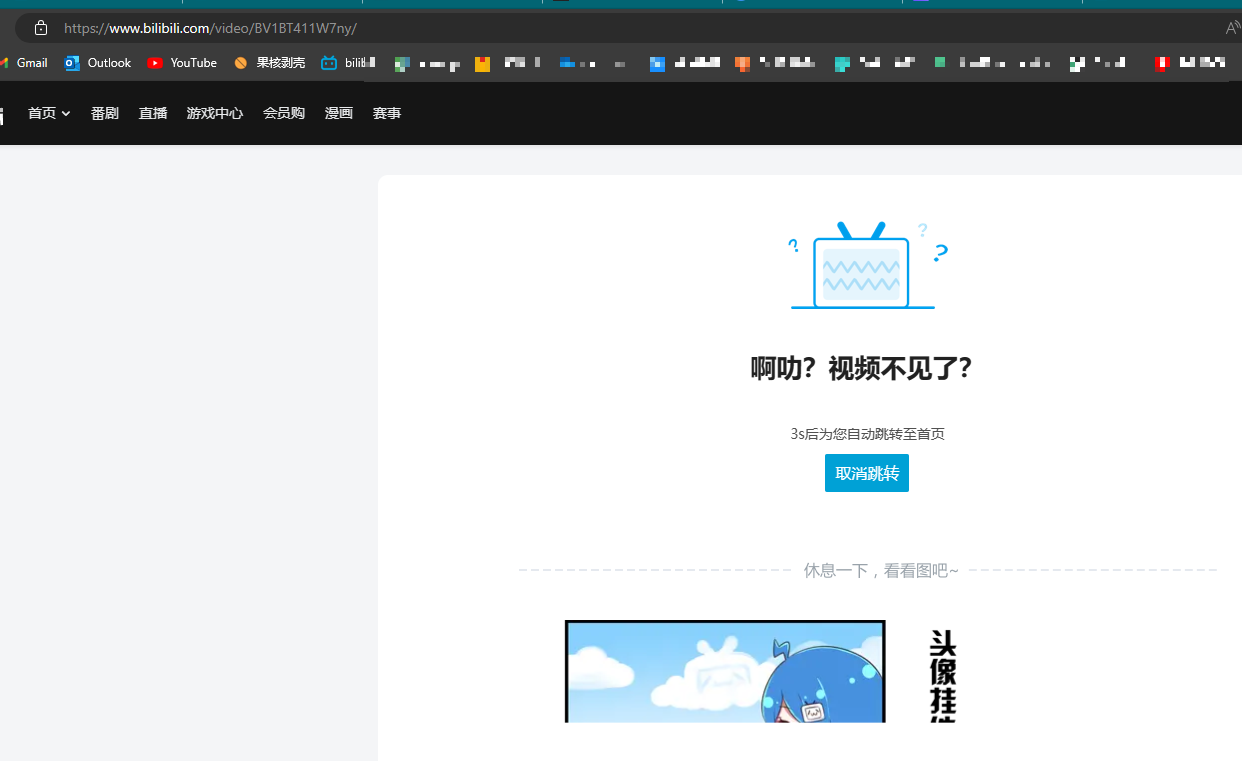 https://www.bilibili.com/video/BV1BT411W7ny/
Gmail Outlook YouTube 果核剥壳
首页 番剧 直播 游戏中心 会员购 漫画 赛事
啊叻？视频不见了？
3s后为您自动跳转至首页
取消跳转
休息一下，看看图吧~
头像挂